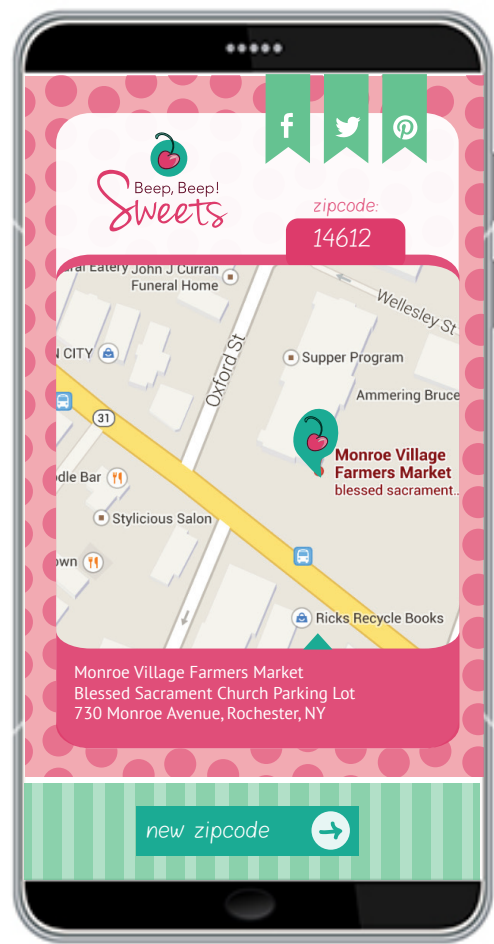 Beep, Beep!
Sweets
zipcode:
14612
ral Eatery
John J Curran
Funeral Home
Wellesley St
N CITY
Oxford St
Supper Program
Ammering Bruce
31
Monroe Village
Farmers Market
blessed sacrament...
dle Bar
Stylicious Salon
own
Ricks Recycle Books
Monroe Village Farmers Market
Blessed Sacrament Church Parking Lot
730 Monroe Avenue, Rochester, NY
new zipcode